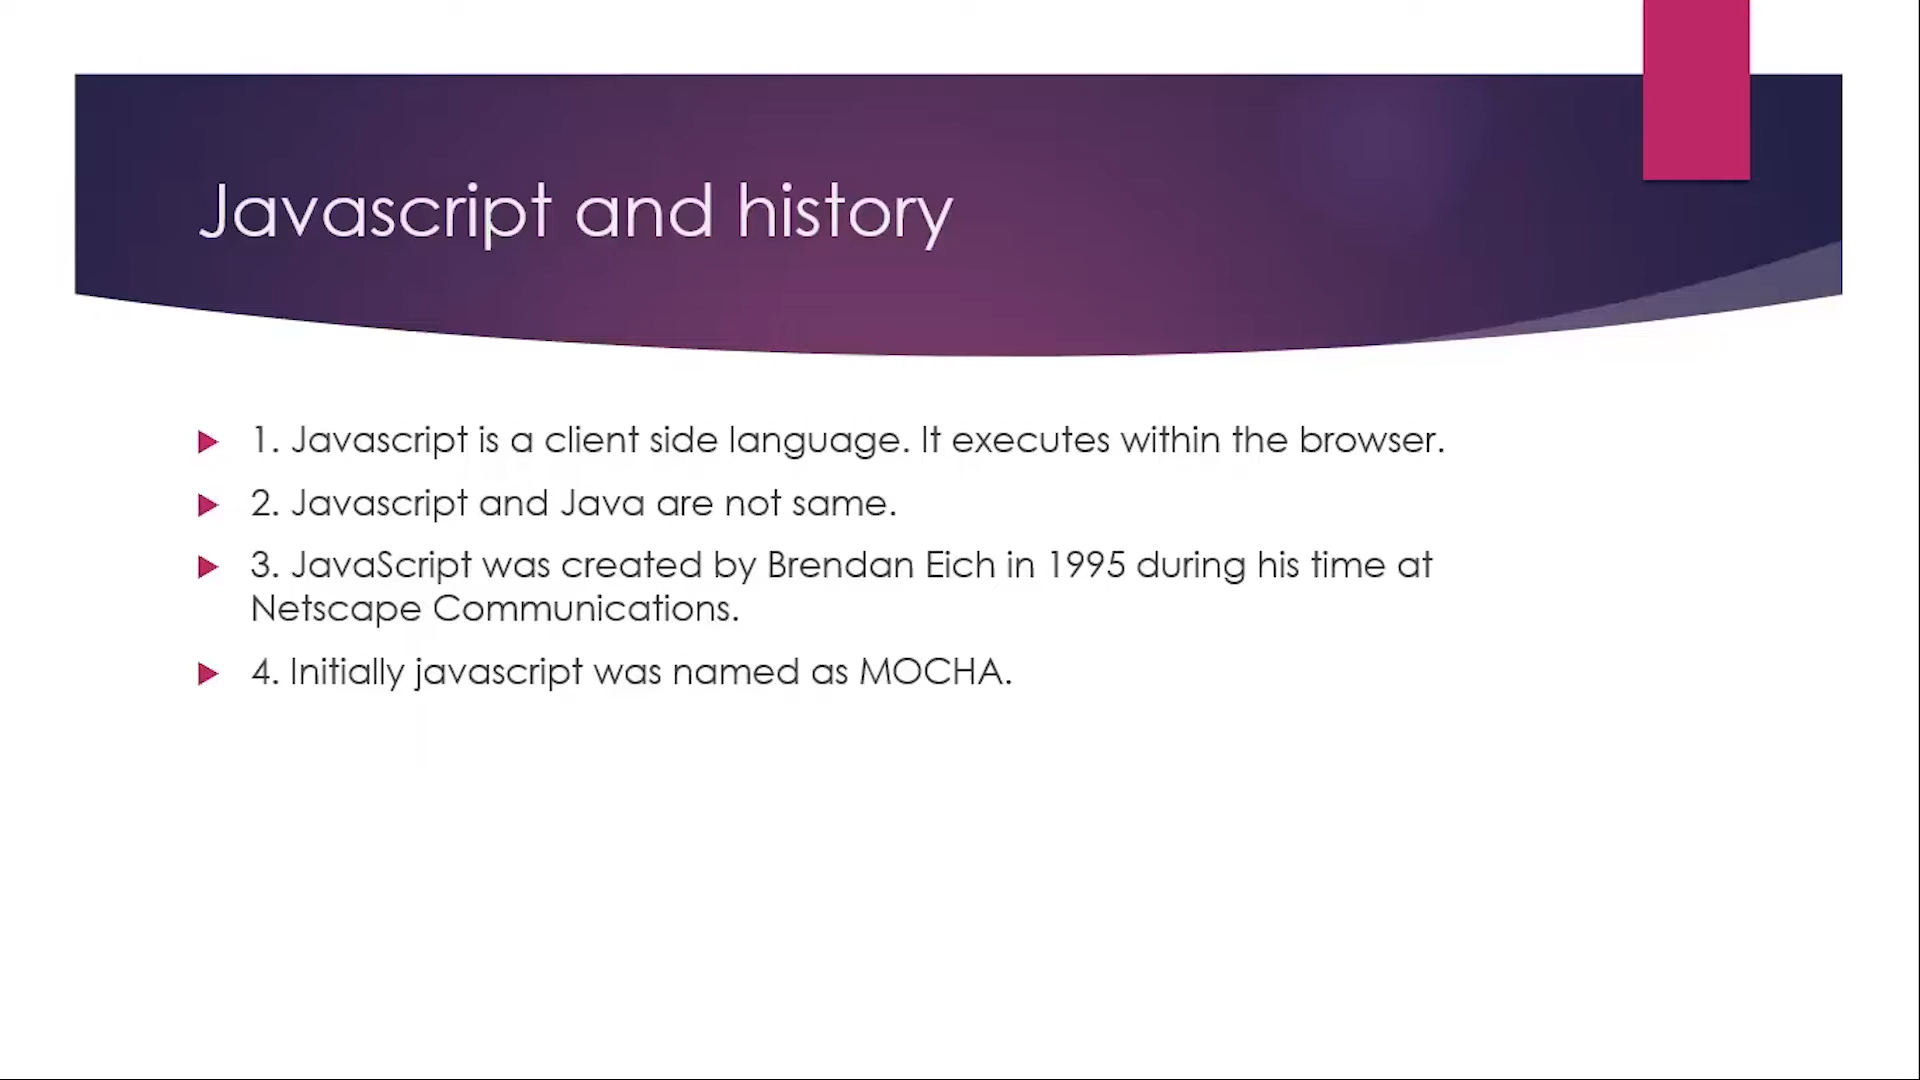 Javascript and history
1. Javascript is a client side language. It executes within the browser.
2. Javascript and Java are not same.
3. JavaScript was created by Brendan Eich in 1995 during his time at
Netscape Communications.
4. Initially javascript was named as MOCHA.